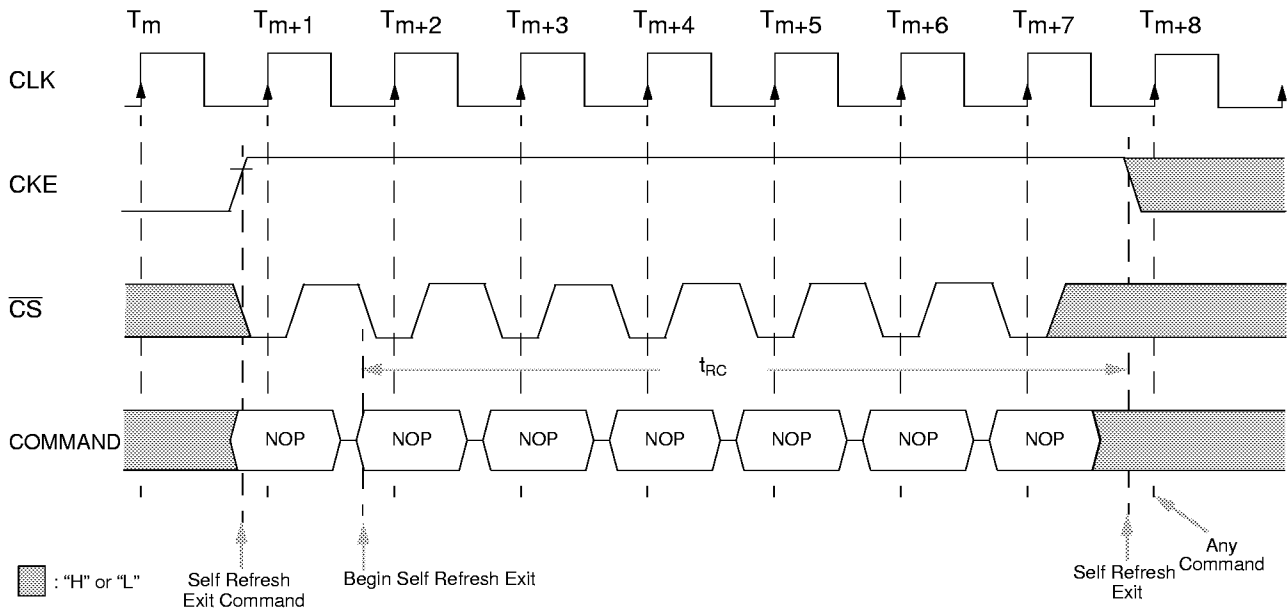 Tm Tm+1 Tm+2 Tm+3 Tm+4 Tm+5 Tm+6 Tm+7 Tm+8
CLK
CKE
CS
tRC
COMMAND NOP NOP NOP NOP NOP NOP NOP
: “H” or “L”
Self Refresh
Exit Command
Begin Self Refresh Exit
Self Refresh
Exit
Any
Command